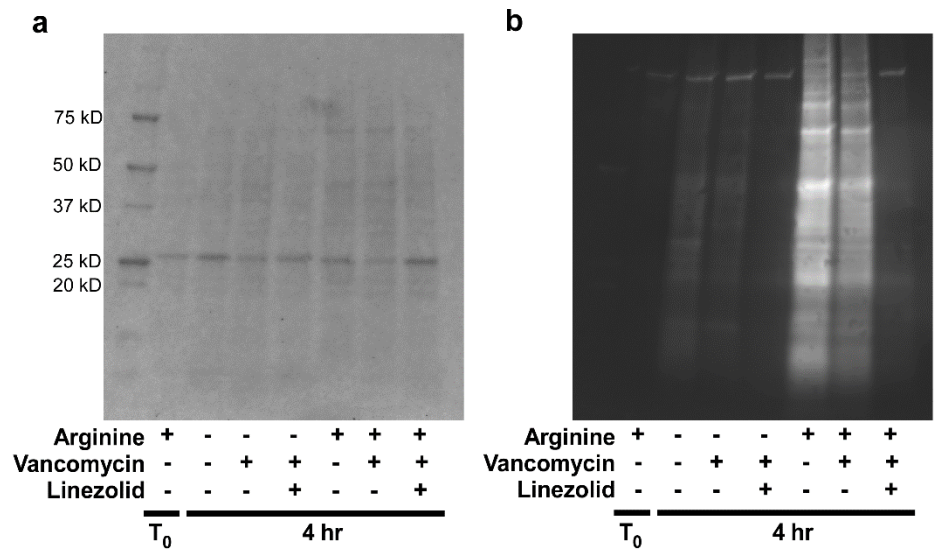 a
b
75 kD
50 kD
37 kD
25 kD
20 kD
Arginine + - - - + + +
Vancomycin - - + + - + +
Linezolid - - - + - - +
T0 4 hr
Arginine + - - - + + +
Vancomycin - - + + - + +
Linezolid - - - + - - +
T0 4 hr